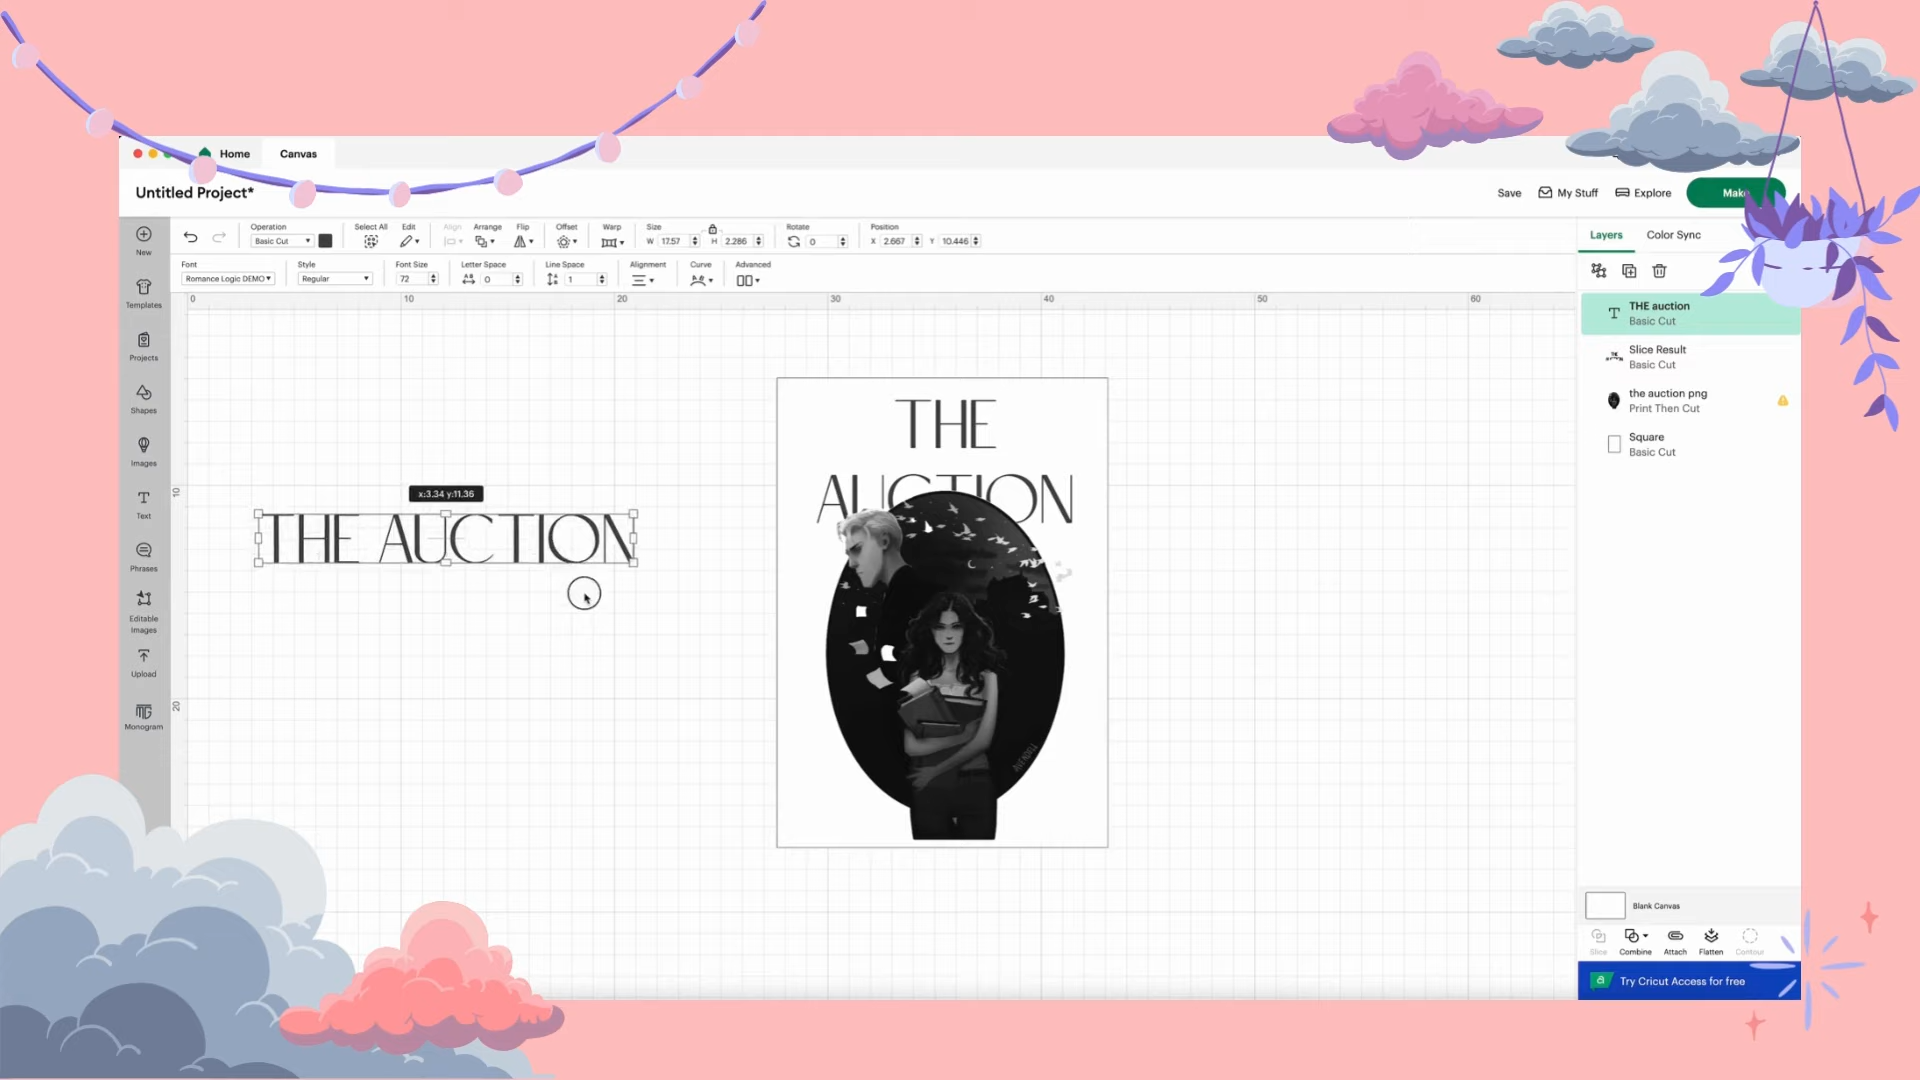 Home
Canvas
Untitled Project*
Save
My Stuff
Explore
Make
Operation
Select All
Edit
Align
Arrange
Flip
Offset
Warp
Size
Rotate
Position
Basic Cut
W 17.57
H 2.286
0
X 2.667
Y 10.446
Font
Style
Font Size
Letter Space
Line Space
Alignment
Curve
Advanced
Romance Logic DEMO
Regular
72
0
1
0 10 20 30 40 50 60
10
20
New
Templates
Projects
Shapes
Images
Text
Phrases
Editable
Images
Upload
Monogram
x:3.34 y:11.36
THE AUCTION
THE
AUCTION
Layers
Color Sync
THE auction
Basic Cut
Slice Result
Basic Cut
the auction png
Print Then Cut
Square
Basic Cut
Blank Canvas
Slice
Combine
Attach
Flatten
Contour
Try Cricut Access for free